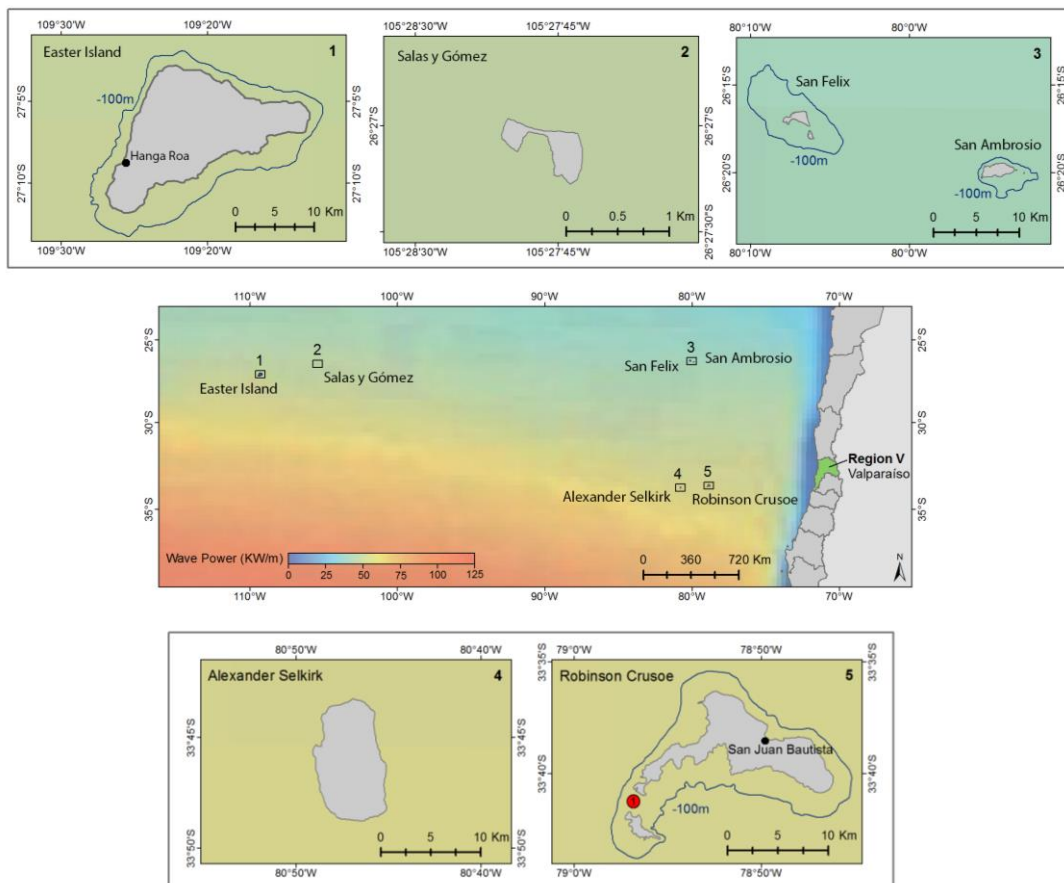 109°30'W
109°20'W
Easter Island
1
-100m
Hanga Roa
27°5'S
27°10'S
27°5'S
27°10'S
0 5 10 Km
109°30'W
109°20'W
105°28'30"W
105°27'45"W
Salas y Gómez
2
26°27'S
26°27'S
26°27'30"S
0 0.5 1 Km
105°28'30"W
105°27'45"W
80°10'W
80°0'W
3
San Felix
-100m
San Ambrosio
-100m
26°15'S
26°20'S
26°15'S
26°20'S
0 5 10 Km
80°10'W
80°0'W
110°W
100°W
90°W
80°W
70°W
25°S
30°S
35°S
25°S
30°S
35°S
1
Easter Island
2
Salas y Gómez
3
San Felix
San Ambrosio
4
Alexander Selkirk
5
Robinson Crusoe
Region V
Valparaíso
Wave Power (KW/m)
0 25 50 75 100 125
0 360 720 Km
N
110°W
100°W
90°W
80°W
70°W
80°50'W
80°40'W
Alexander Selkirk
4
33°45'S
33°50'S
33°45'S
33°50'S
0 5 10 Km
80°50'W
80°40'W
79°0'W
78°50'W
Robinson Crusoe
5
San Juan Bautista
-100m
1
33°35'S
33°40'S
33°35'S
33°40'S
0 5 10 Km
79°0'W
78°50'W